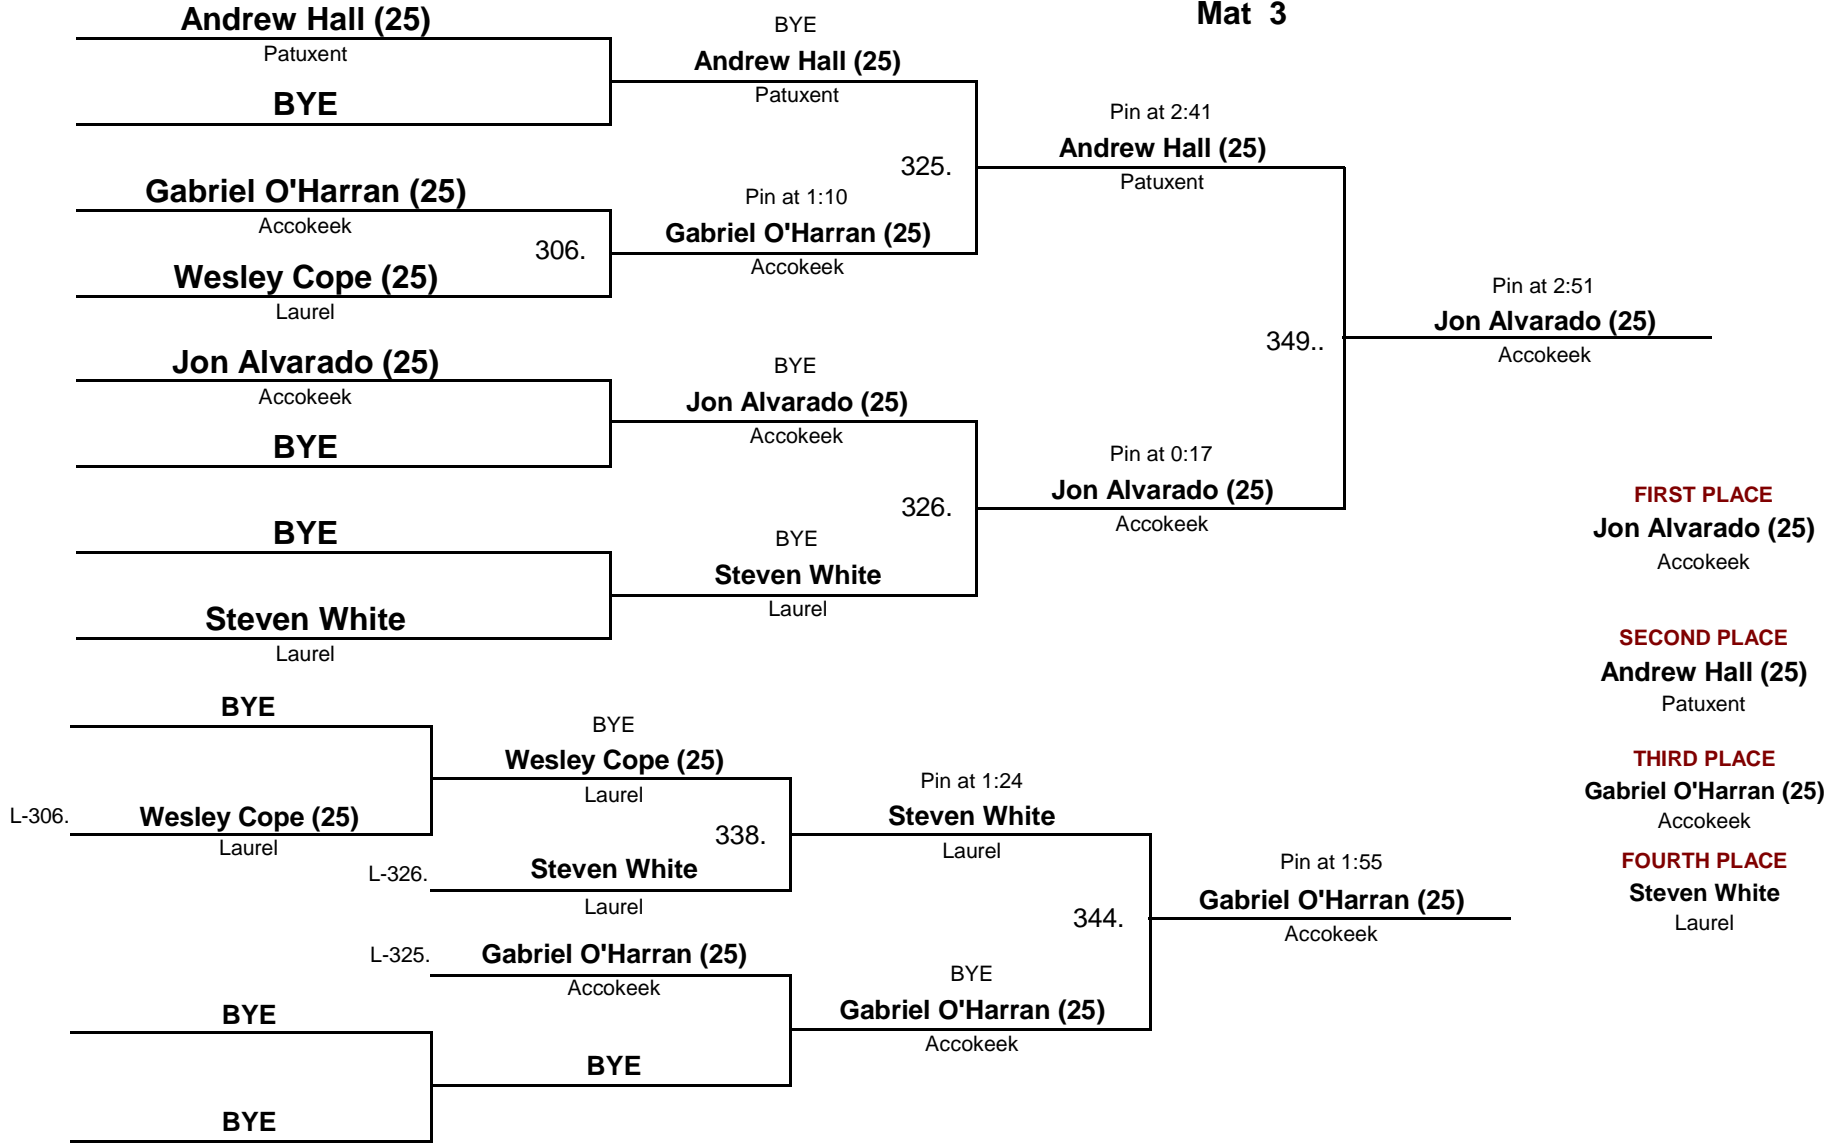 Mat 3
Andrew Hall (25)
Patuxent
BYE
Gabriel O'Harran (25)
Accokeek
306.
Wesley Cope (25)
Laurel
Jon Alvarado (25)
Accokeek
BYE
BYE
Steven White
Laurel
BYE
Andrew Hall (25)
Patuxent
325.
Pin at 1:10
Gabriel O'Harran (25)
Accokeek
BYE
Jon Alvarado (25)
Accokeek
326.
BYE
Steven White
Laurel
Pin at 2:41
Andrew Hall (25)
Patuxent
349..
Pin at 0:17
Jon Alvarado (25)
Accokeek
Pin at 2:51
Jon Alvarado (25)
Accokeek
FIRST PLACE
Jon Alvarado (25)
Accokeek
SECOND PLACE
Andrew Hall (25)
Patuxent
THIRD PLACE
Gabriel O'Harran (25)
Accokeek
FOURTH PLACE
Steven White
Laurel
BYE
L-306.
Wesley Cope (25)
Laurel
BYE
BYE
BYE
Wesley Cope (25)
Laurel
338.
L-326.
Steven White
Laurel
L-325.
Gabriel O'Harran (25)
Accokeek
BYE
Pin at 1:24
Steven White
Laurel
344.
BYE
Gabriel O'Harran (25)
Accokeek
Pin at 1:55
Gabriel O'Harran (25)
Accokeek